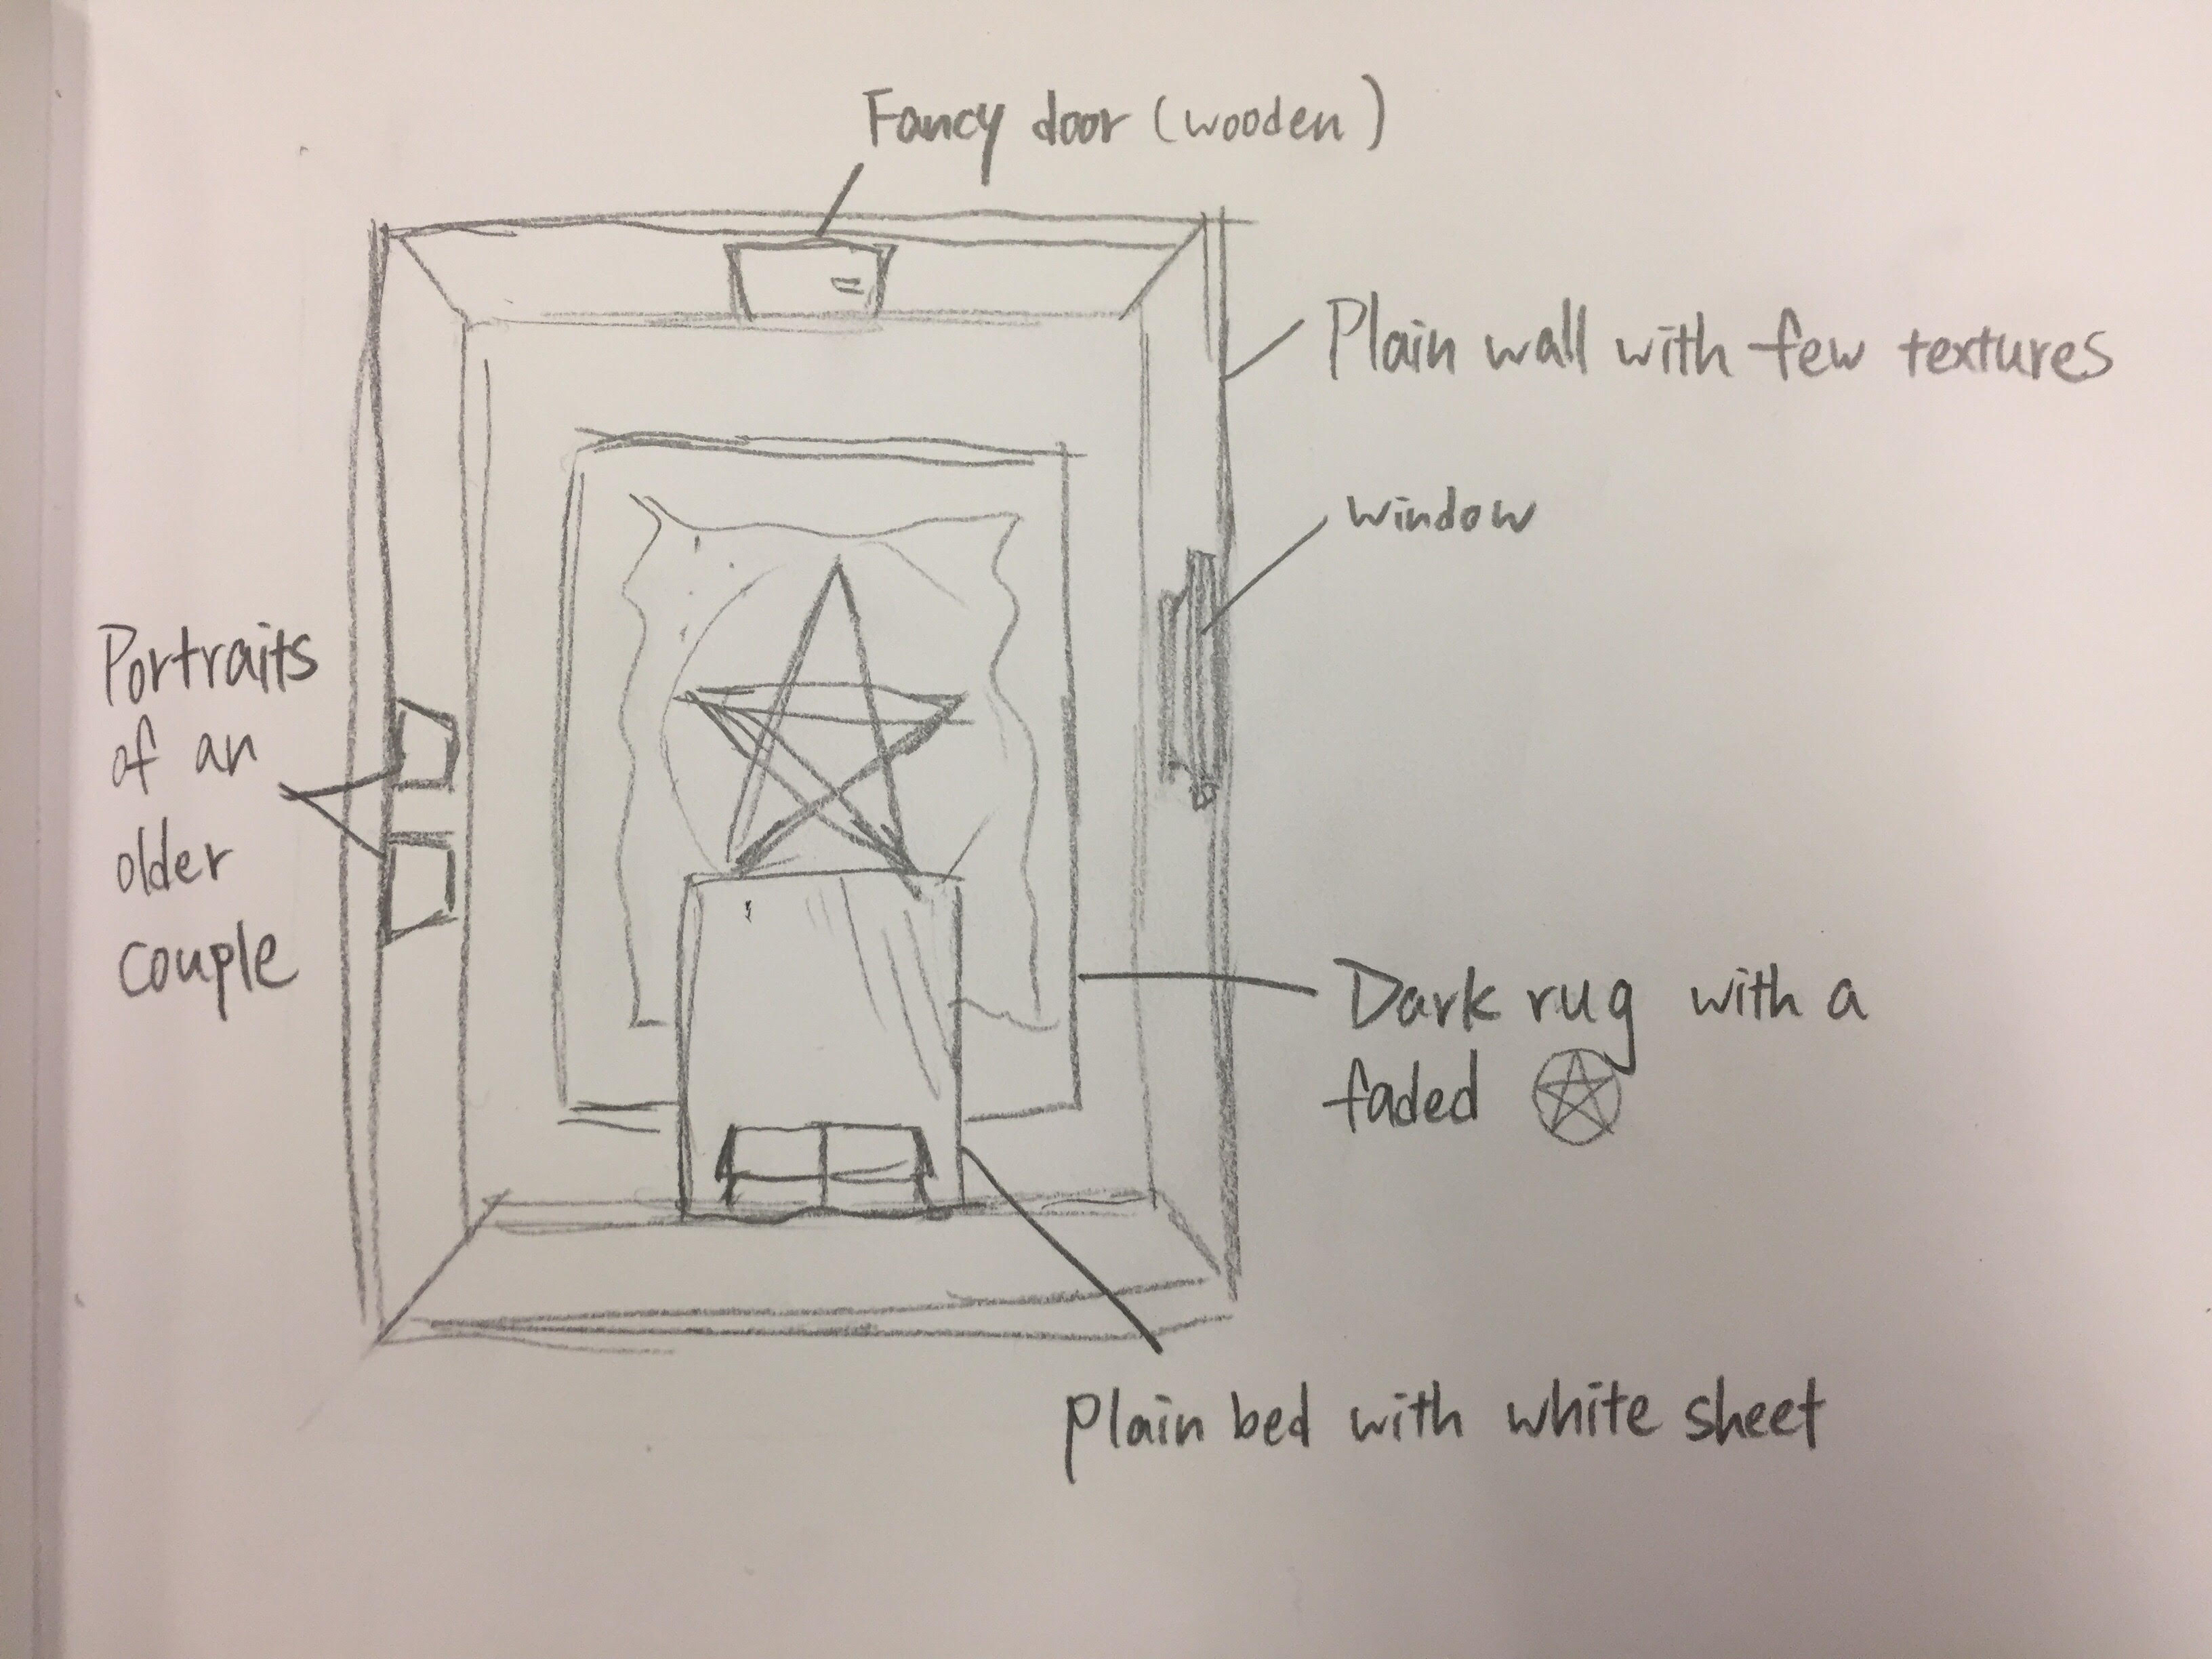 Fancy door (wooden)
Plain wall with few textures
window
Portraits
of an
older
couple
Dark rug with a
faded
plain bed with white sheet